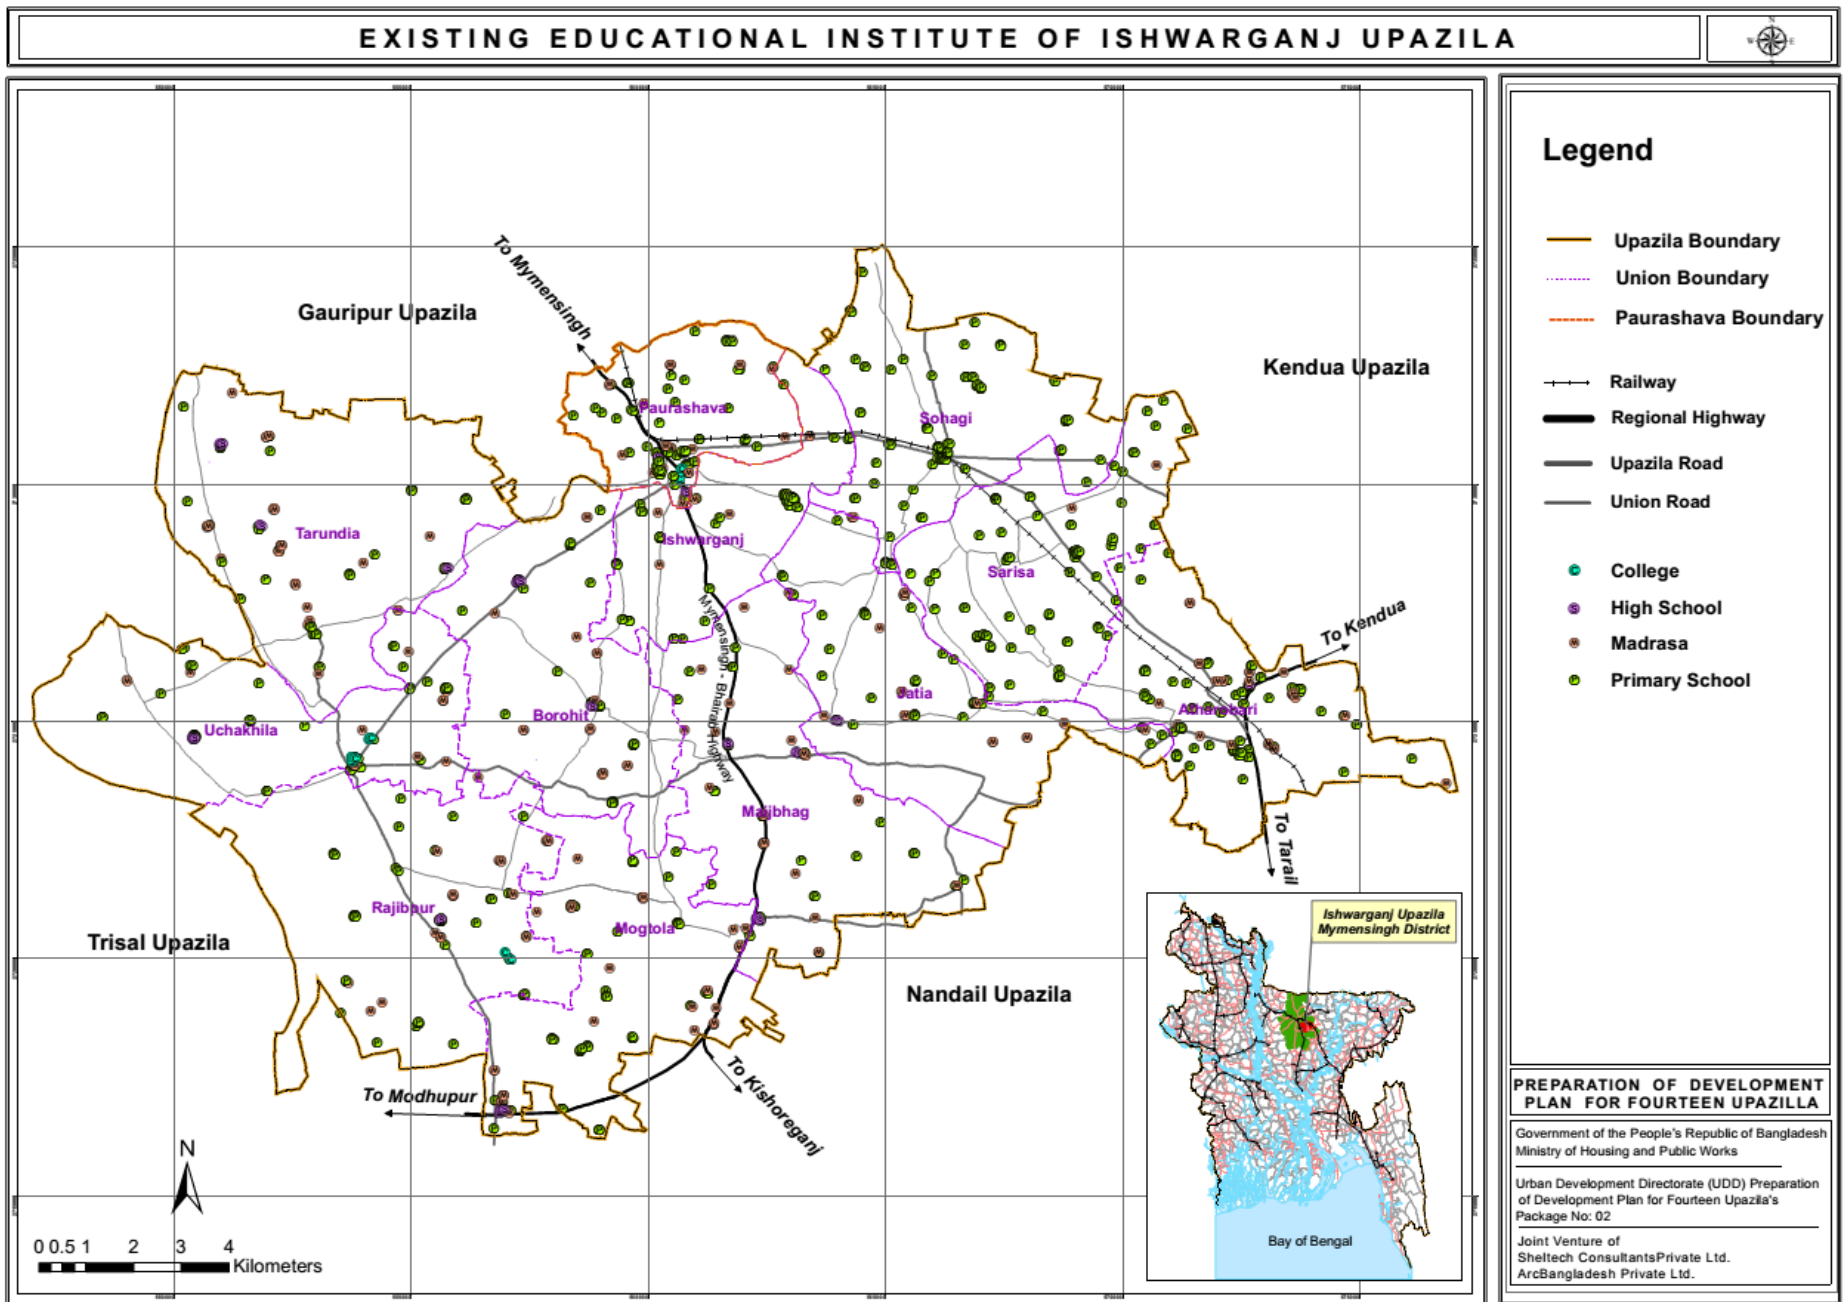 EXISTING EDUCATIONAL INSTITUTE OF ISHWARGANJ UPAZILA
N
W
E
To Mymensingh
Gauripur Upazila
Kendua Upazila
Paurashava
Sohagi
Tarundia
Ishwarganj
Sarisa
Mymensingh - Bhairab Highway
To Kendua
Jatia
Atharabari
Uchakhila
Borohit
Maijbhag
To Tarail
Rajibpur
Mogtola
Trisal Upazila
Nandail Upazila
To Modhupur
To Kishoreganj
N
0 0.5 1 2 3 4
Kilometers
Ishwarganj Upazila
Mymensingh District
Bay of Bengal
Legend
Upazila Boundary
Union Boundary
Paurashava Boundary
Railway
Regional Highway
Upazila Road
Union Road
C College
S High School
M Madrasa
P Primary School
PREPARATION OF DEVELOPMENT
PLAN FOR FOURTEEN UPAZILLA
Government of the People's Republic of Bangladesh
Ministry of Housing and Public Works
Urban Development Directorate (UDD) Preparation
of Development Plan for Fourteen Upazila's
Package No: 02
Joint Venture of
Sheltech ConsultantsPrivate Ltd.
ArcBangladesh Private Ltd.